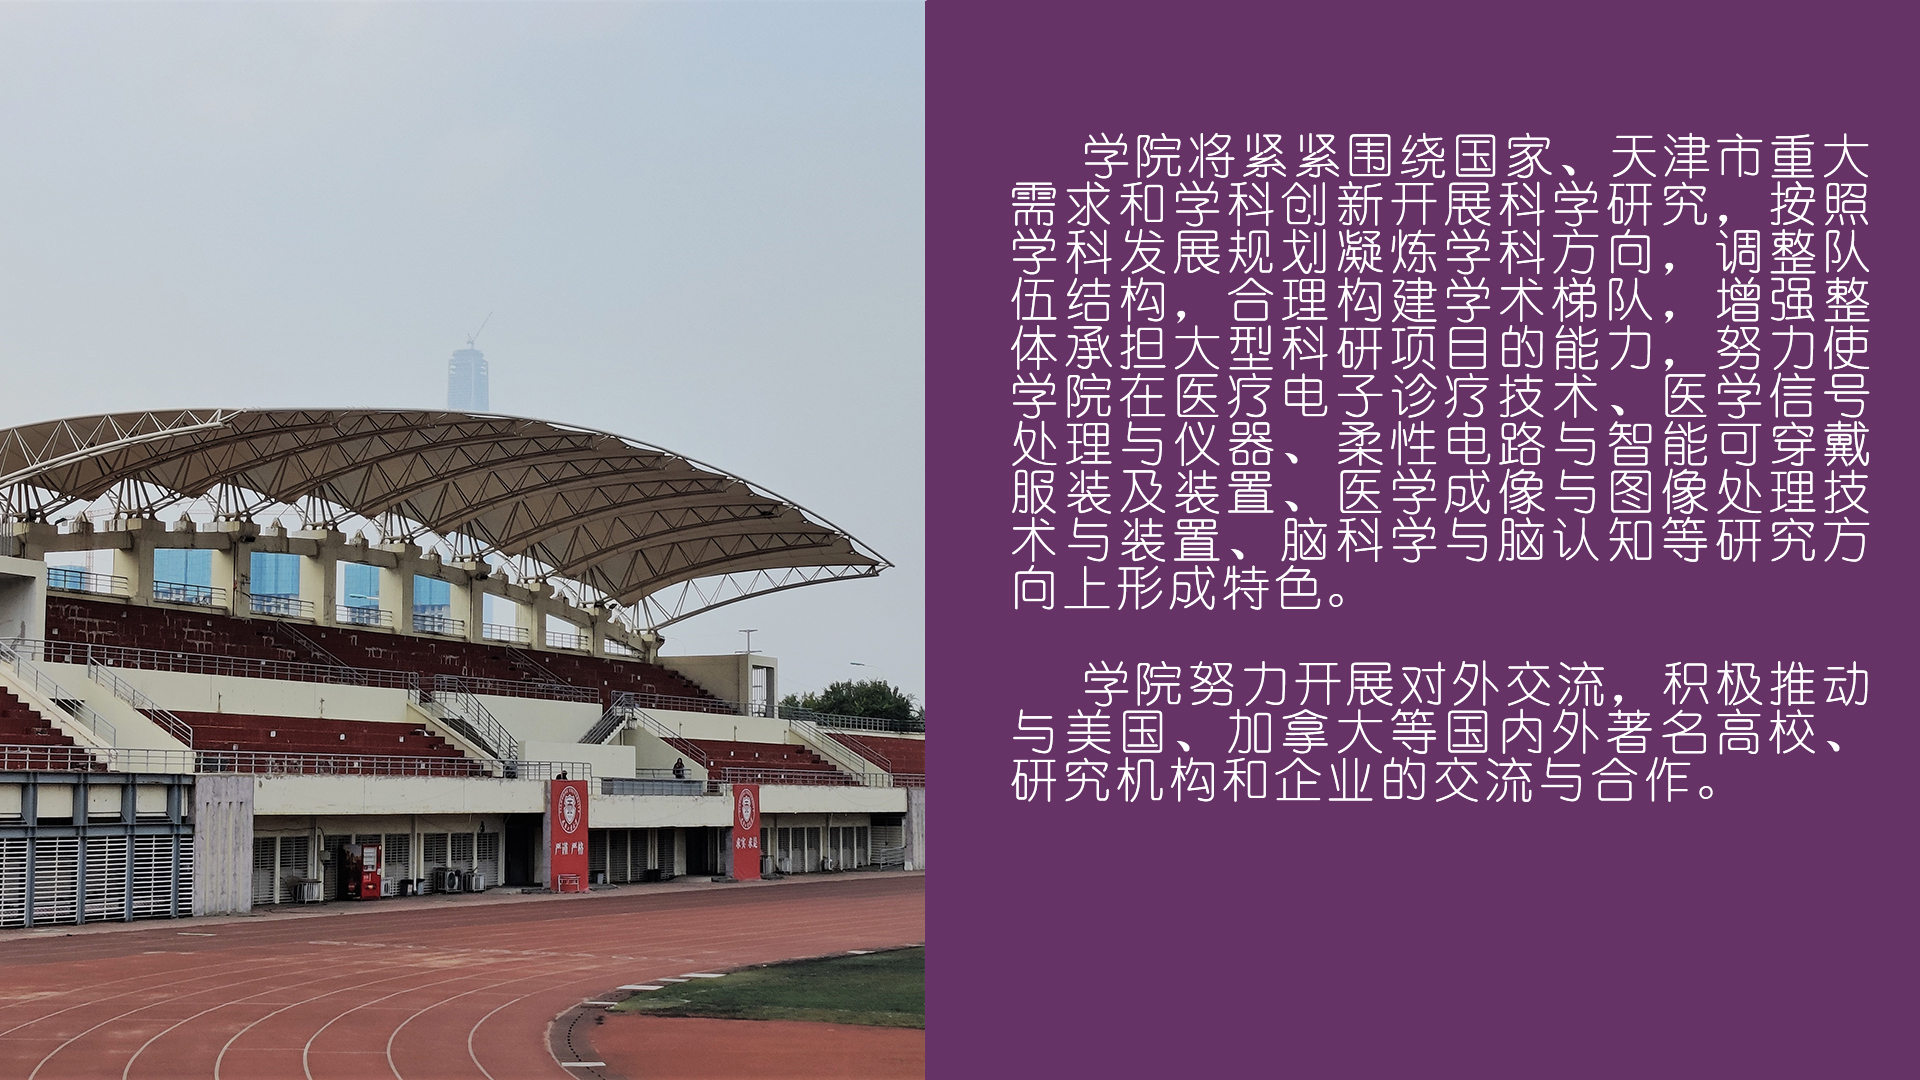 学院将紧紧围绕国家、天津市重大
需求和学科创新开展科学研究，按照
学科发展规划凝炼学科方向，调整队
伍结构，合理构建学术梯队，增强整
体承担大型科研项目的能力，努力使
学院在医疗电子诊疗技术、医学信号
处理与仪器、柔性电路与智能可穿戴
服装及装置、医学成像与图像处理技
术与装置、脑科学与脑认知等研究方
向上形成特色。
学院努力开展对外交流，积极推动
与美国、加拿大等国内外著名高校、
研究机构和企业的交流与合作。
严谨 严格
求实 求是